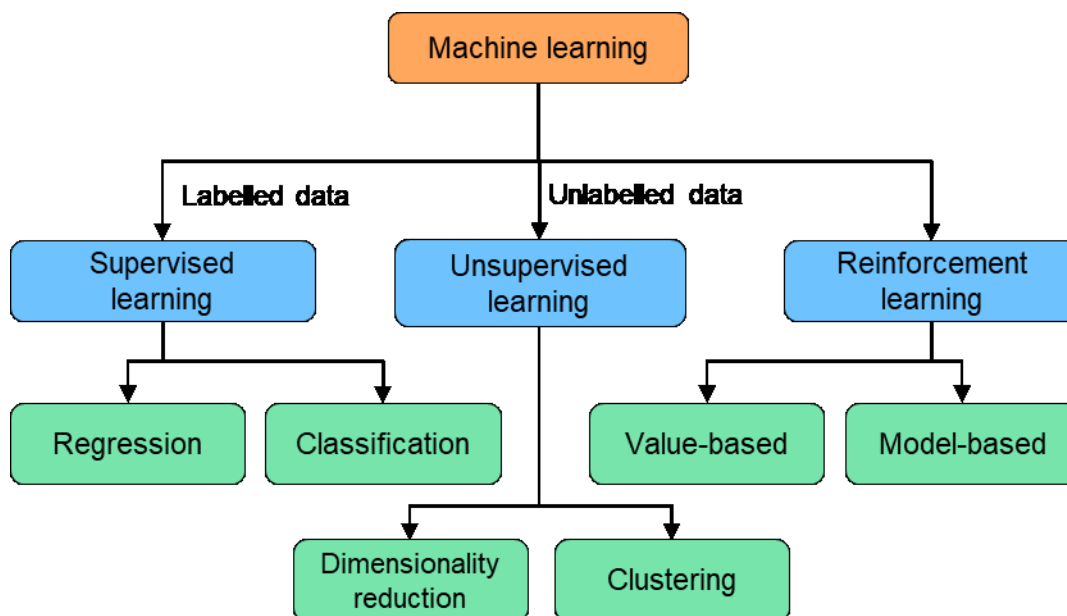 Machine learning
Labelled data
Unlabelled data
Supervised
learning
Unsupervised
learning
Reinforcement
learning
Regression
Classification
Value-based
Model-based
Dimensionality
reduction
Clustering